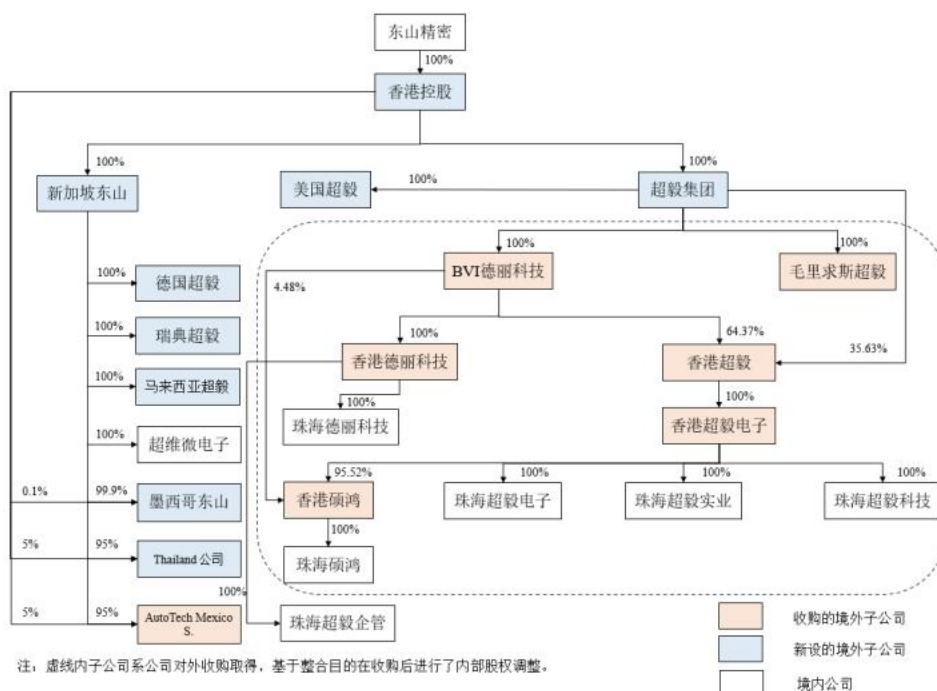 东山精密
100%
香港控股
100%
100%
新加坡东山
美国超毅
100%
超毅集团
100%
100%
BVI德丽科技
毛里求斯超毅
100%
德国超毅
4.48%
100%
瑞典超毅
100%
64.37%
35.63%
香港德丽科技
香港超毅
100%
马来西亚超毅
100%
珠海德丽科技
100%
香港超毅电子
100%
超维微电子
95.52%
100%
100%
100%
0.1%
99.9%
墨西哥东山
香港硕鸿
珠海超毅电子
珠海超毅实业
珠海超毅科技
100%
5%
95%
Thailand 公司
珠海硕鸿
100%
5%
95%
AutoTech Mexico
S.
珠海超毅企管
收购的境外子公司
新设的境外子公司
境内公司
注：虚线内子公司系公司对外收购取得，基于整合目的在收购后进行了内部股权调整。